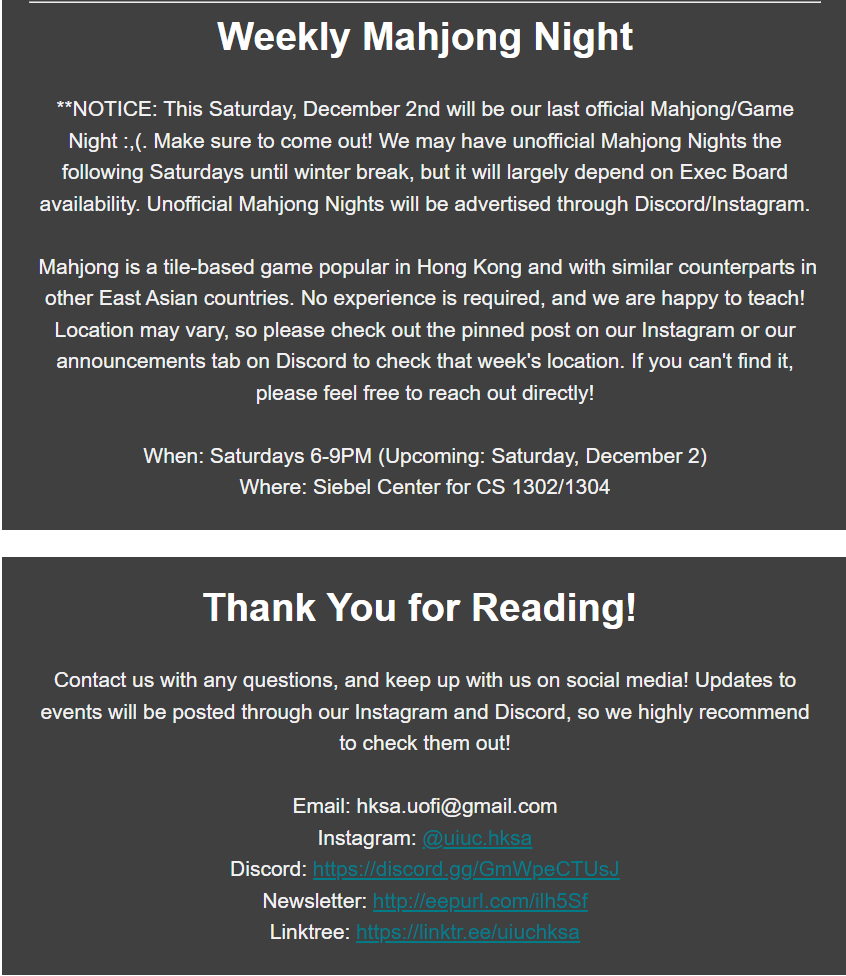 Weekly Mahjong Night
**NOTICE: This Saturday, December 2nd will be our last official Mahjong/Game
Night :,(. Make sure to come out! We may have unofficial Mahjong Nights the
following Saturdays until winter break, but it will largely depend on Exec Board
availability. Unofficial Mahjong Nights will be advertised through Discord/Instagram.
Mahjong is a tile-based game popular in Hong Kong and with similar counterparts in
other East Asian countries. No experience is required, and we are happy to teach!
Location may vary, so please check out the pinned post on our Instagram or our
announcements tab on Discord to check that week's location. If you can't find it,
please feel free to reach out directly!
When: Saturdays 6-9PM (Upcoming: Saturday, December 2)
Where: Siebel Center for CS 1302/1304
Thank You for Reading!
Contact us with any questions, and keep up with us on social media! Updates to
events will be posted through our Instagram and Discord, so we highly recommend
to check them out!
Email: hksa.uofi@gmail.com
Instagram: @uiuc.hksa
Discord: https://discord.gg/GmWpeCTUsJ
Newsletter: http://eepurl.com/ilh5Sf
Linktree: https://linktr.ee/uiuchksa